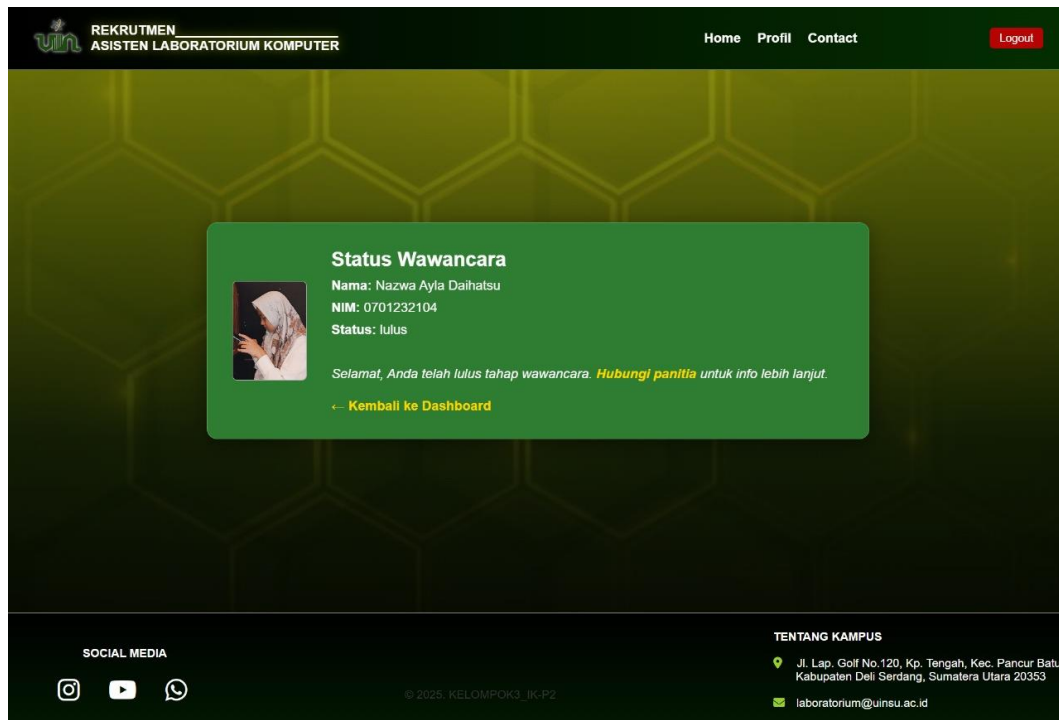 uin
REKRUTMEN
ASISTEN LABORATORIUM KOMPUTER
Home Profil Contact
Logout
Status Wawancara
Nama: Nazwa Ayla Daihatsu
NIM: 0701232104
Status: lulus
Selamat, Anda telah lulus tahap wawancara. Hubungi panitia untuk info lebih lanjut.
← Kembali ke Dashboard
SOCIAL MEDIA
© 2025. KELOMPOK3_IK-P2
TENTANG KAMPUS
Jl. Lap. Golf No.120, Kp. Tengah, Kec. Pancur Batu
Kabupaten Deli Serdang, Sumatera Utara 20353
laboratorium@uinsu.ac.id